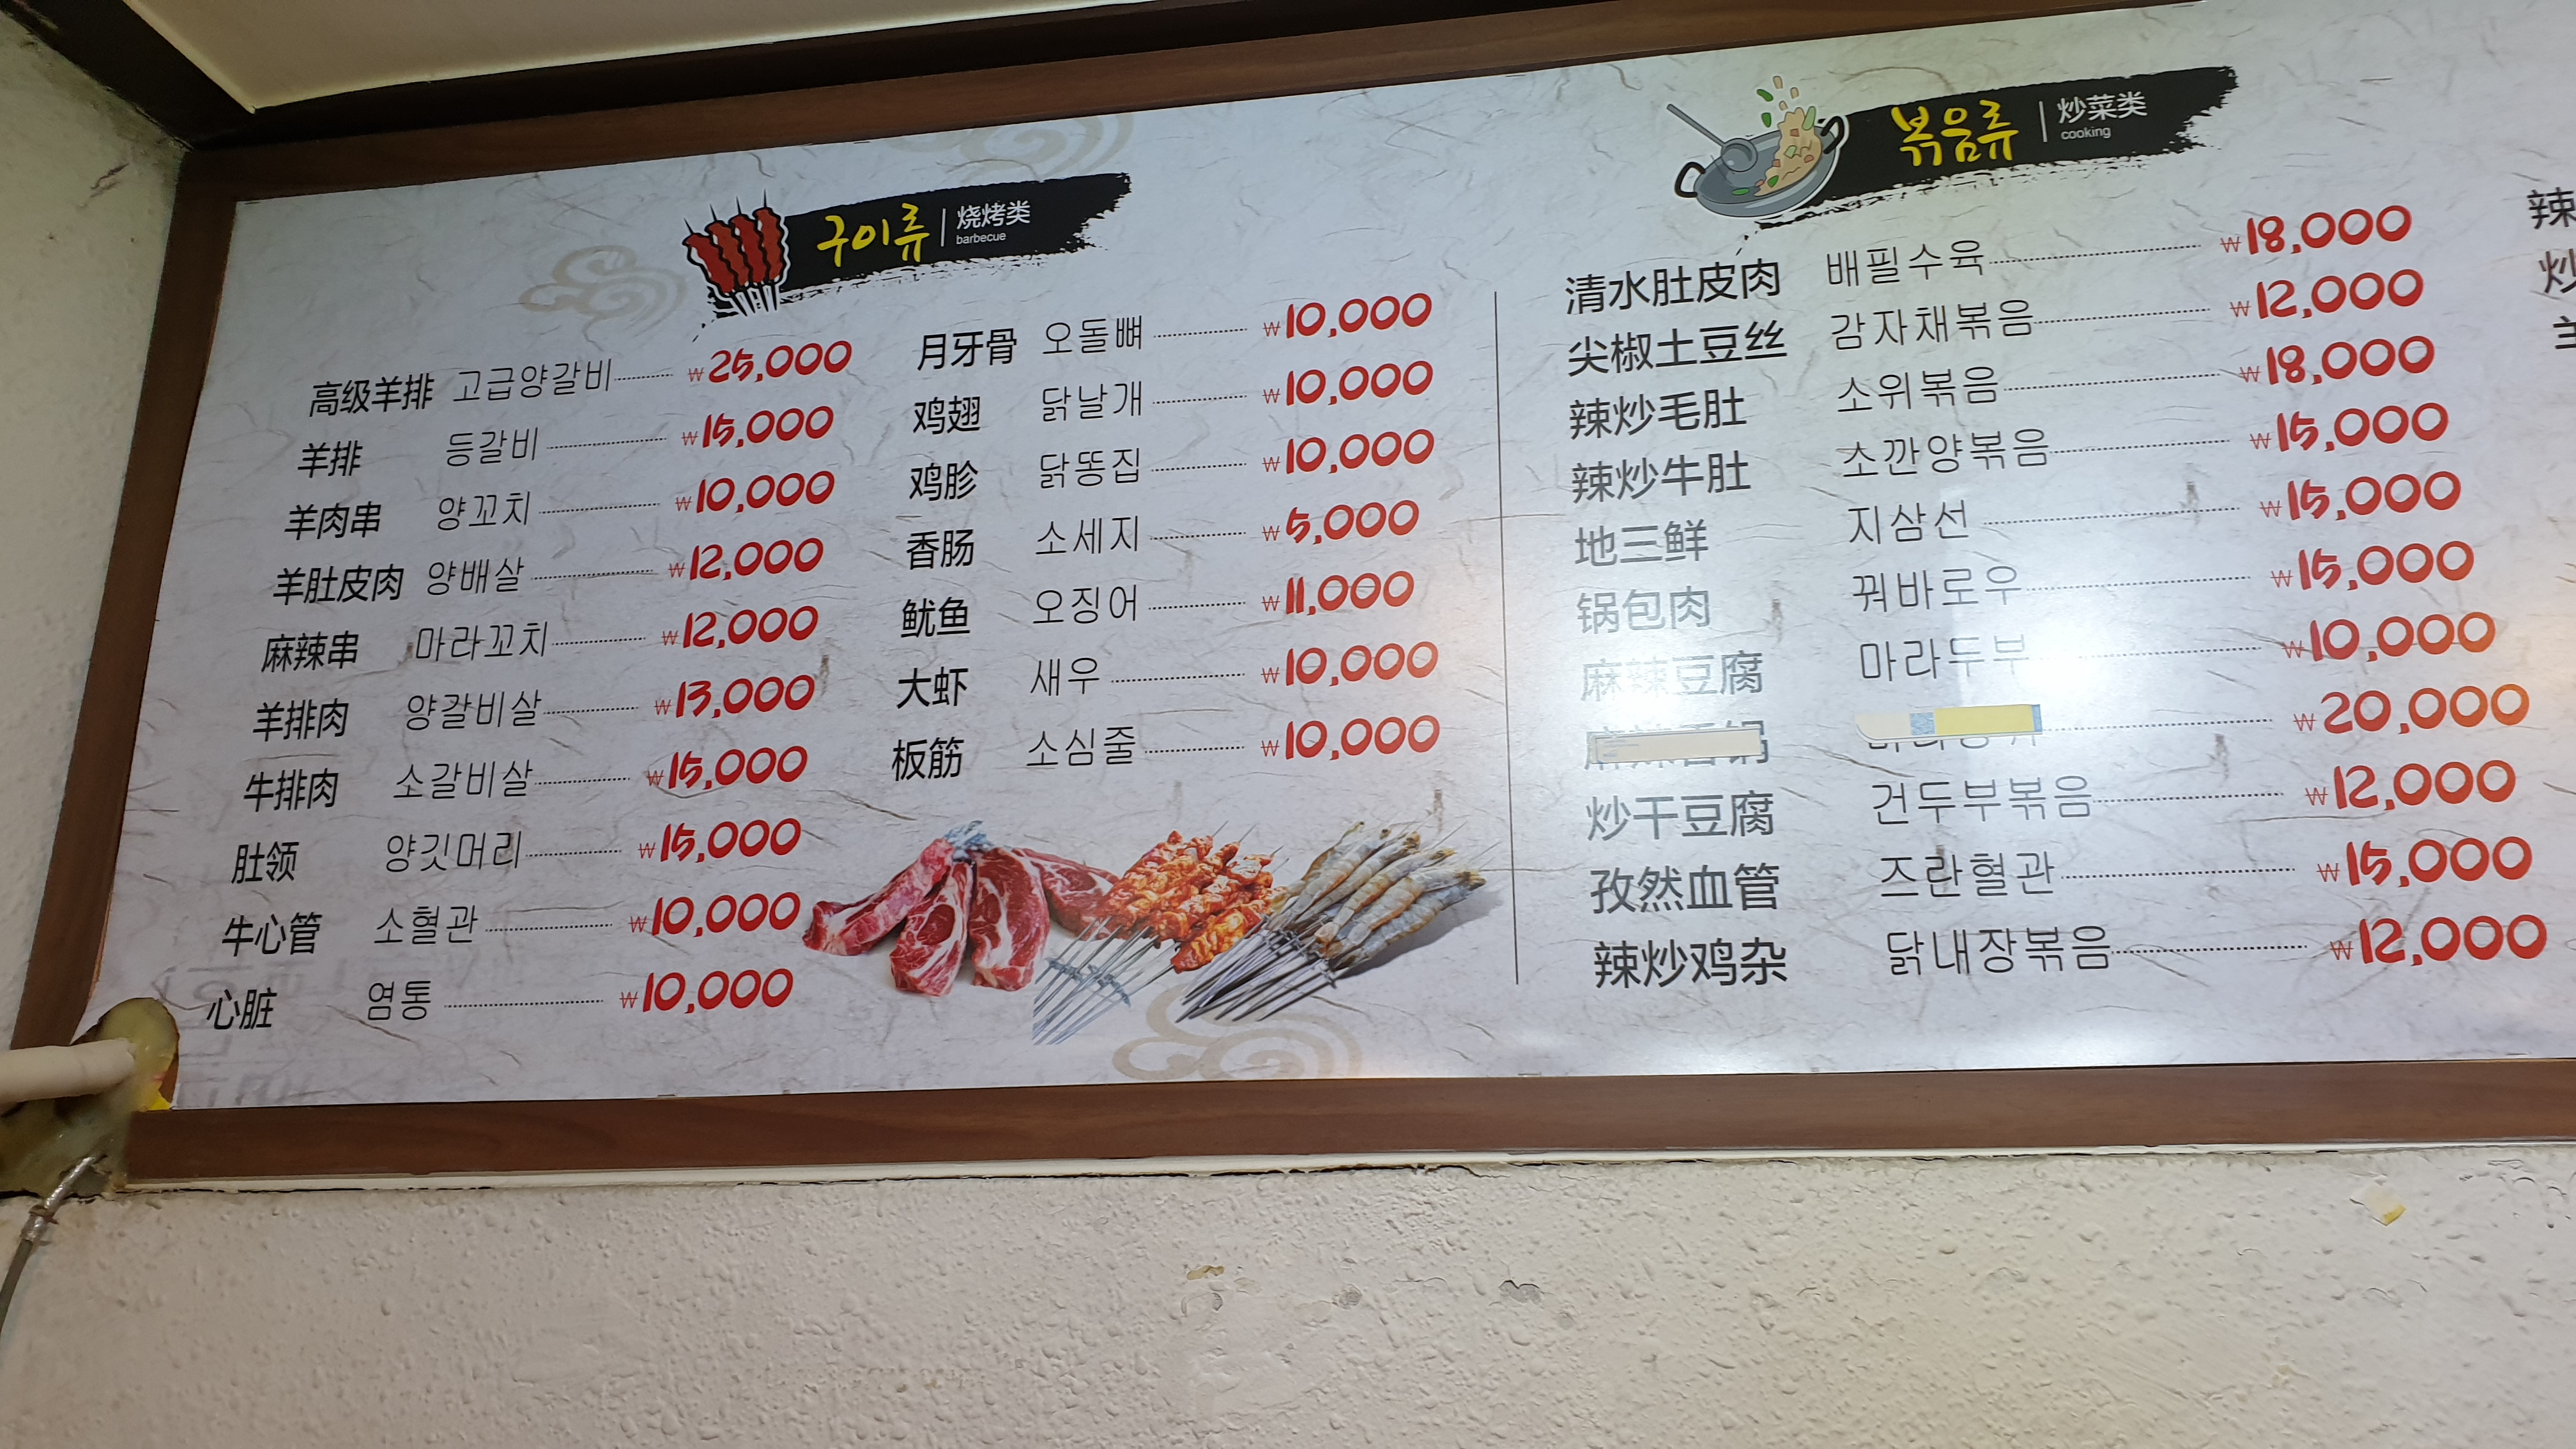 구이류 | 烧烤类
barbecue
高级羊排 고급양갈비 ₩25,000
羊排 등갈비 ₩15,000
羊肉串 양꼬치 ₩10,000
羊肚皮肉 양배살 ₩12,000
麻辣串 마라꼬치 ₩12,000
羊排肉 양갈비살 ₩13,000
牛排肉 소갈비살 ₩15,000
肚领 양깃머리 ₩15,000
牛心管 소혈관 ₩10,000
心脏 염통 ₩10,000
月牙骨 오돌뼈 ₩10,000
鸡翅 닭날개 ₩10,000
鸡胗 닭똥집 ₩10,000
香肠 소세지 ₩5,000
鱿鱼 오징어 ₩11,000
大虾 새우 ₩10,000
板筋 소심줄 ₩10,000
볶음류 | 炒菜类
cooking
清水肚皮肉 배필수육 ₩18,000
尖椒土豆丝 감자채볶음 ₩12,000
辣炒毛肚 소위볶음 ₩18,000
辣炒牛肚 소깐양볶음 ₩15,000
地三鲜 지삼선 ₩15,000
锅包肉 꿔바로우 ₩15,000
麻辣豆腐 마라두부 ₩10,000
₩20,000
炒干豆腐 건두부볶음 ₩12,000
孜然血管 즈란혈관 ₩15,000
辣炒鸡杂 닭내장볶음 ₩12,000
辣
炒